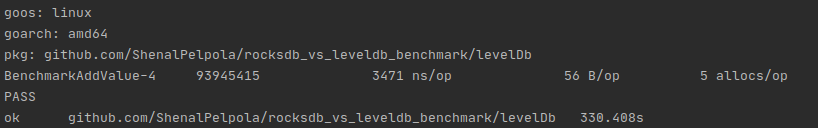 goos: linux
goarch: amd64
pkg: github.com/ShenalPelpola/rocksdb_vs_leveldb_benchmark/levelDb
BenchmarkAddValue-4 93945415 3471 ns/op 56 B/op 5 allocs/op
PASS
ok github.com/ShenalPelpola/rocksdb_vs_leveldb_benchmark/levelDb 330.408s